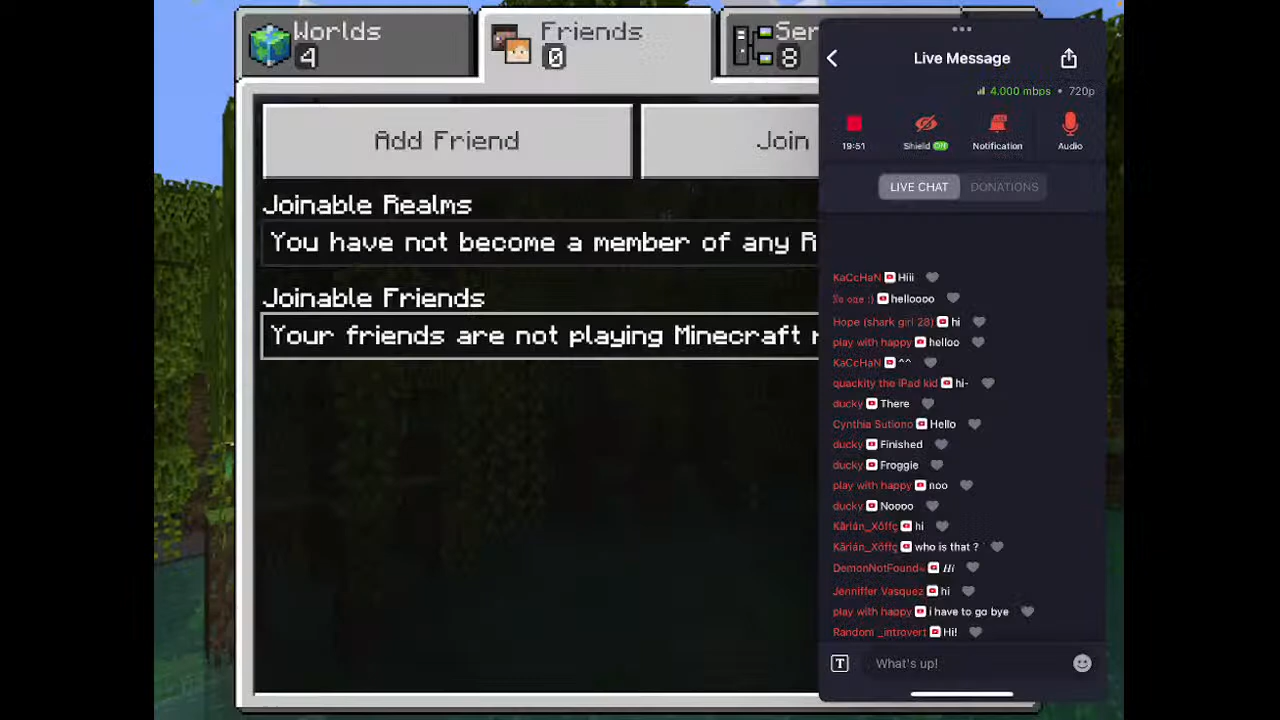 Worlds
4
Friends
0
Ser
8
Add Friend
Join
Joinable Realms
You have not become a member of any R
Joinable Friends
Your friends are not playing Minecraft
Live Message
4.000 mbps • 720p
19:51
Shield Off
Notification
Audio
LIVE CHAT
DONATIONS
KaCcHaN Hiii
one :) helloooo
Hope (shark girl 28) hi
play with happy helloo
KaCcHaN ^^
quackity the iPad kid hi-
ducky There
Cynthia Sutiono Hello
ducky Finished
ducky Froggie
play with happy noo
ducky Noooo
hi
who is that ?
DemonNotFound Hi
Jenniffer Vasquez hi
play with happy i have to go bye
Random _introvert Hi!
T
What's up!